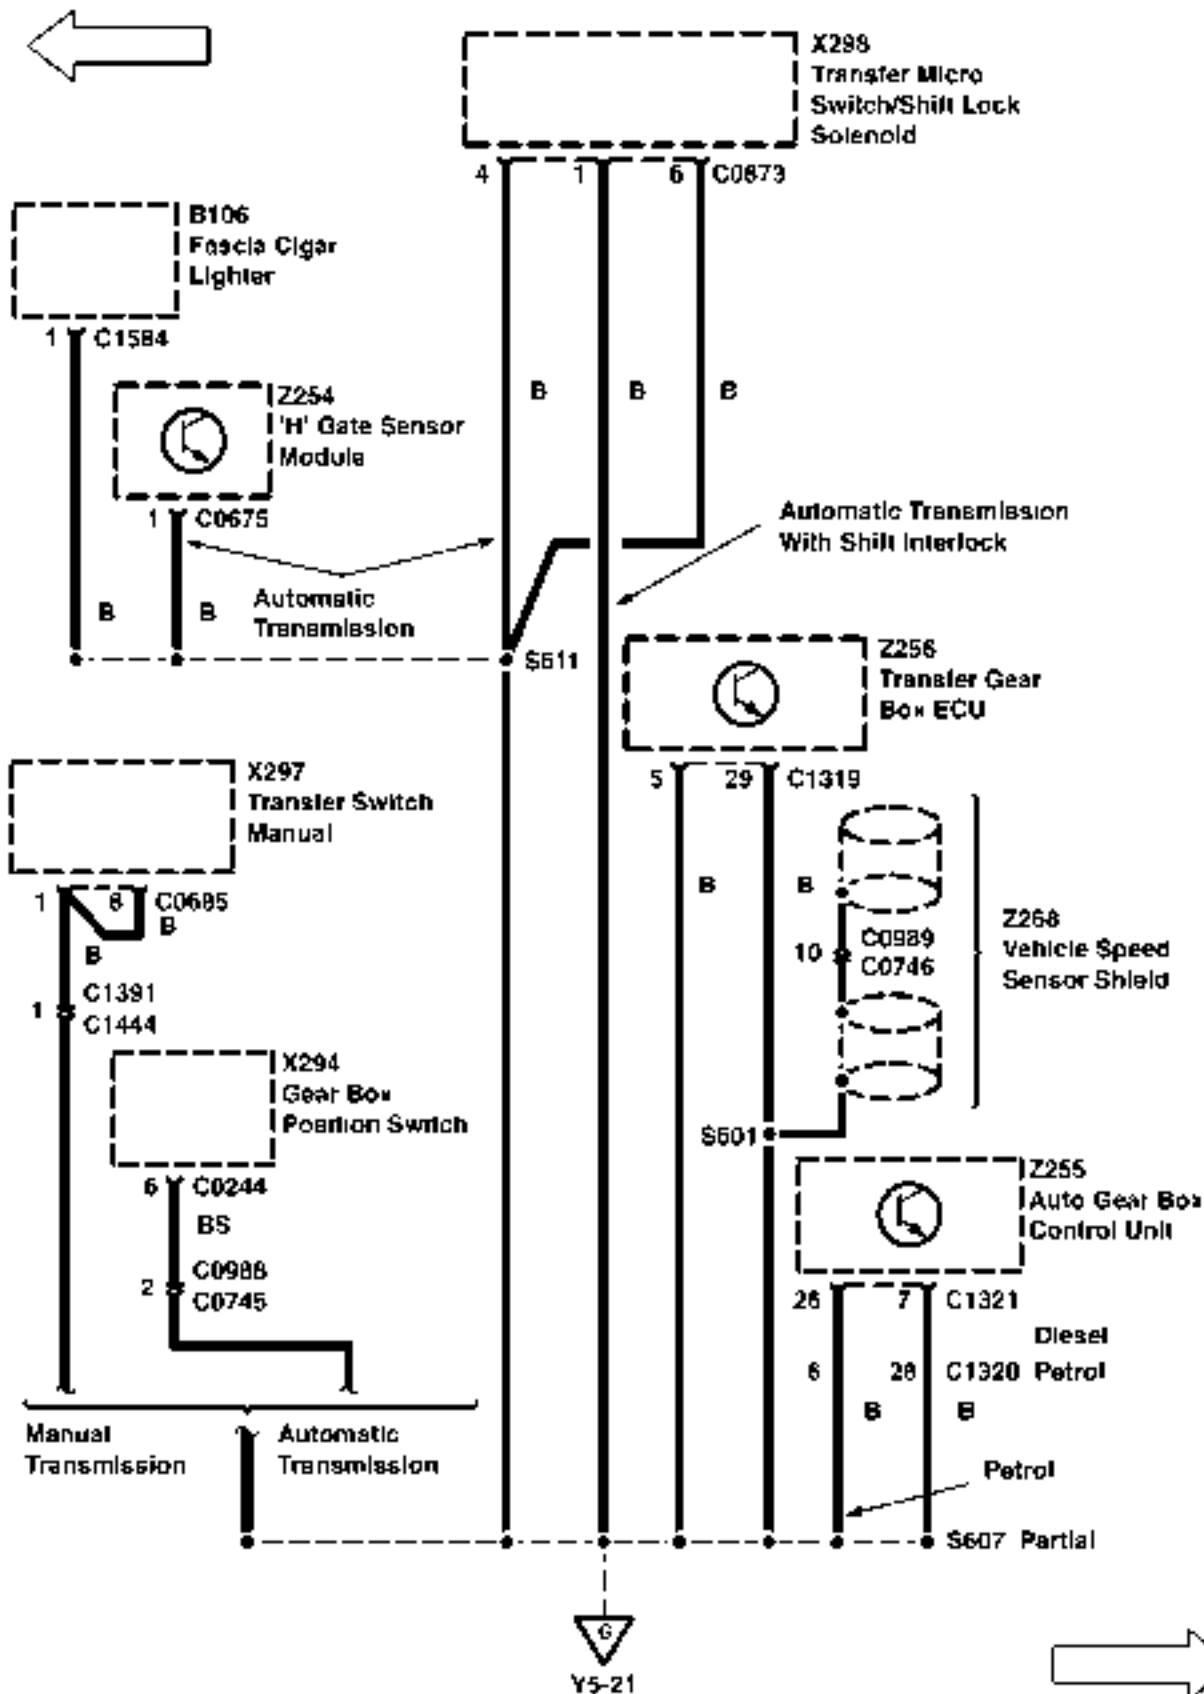 X298
Transfer Micro
Switch/Shift Lock
Solenoid
4 1 6 C0673
B106
Fascia Cigar
Lighter
1 C1584
Z254
'H' Gate Sensor
Module
1 C0675
B B B
Automatic Transmission
With Shift Interlock
Automatic
Transmission
B B
S611
Z256
Transfer Gear
Box ECU
5 29 C1319
X297
Transfer Switch
Manual
1 6 C0685
B
B
B B
10 C0989
C0746
Z268
Vehicle Speed
Sensor Shield
1 C1391
C1444
X294
Gear Box
Position Switch
6 C0244
BS
2 C0988
C0745
S601
Z255
Auto Gear Box
Control Unit
26 7 C1321
Diesel
6 28 C1320 Petrol
B B
Manual
Transmission
Automatic
Transmission
Petrol
S607 Partial
G
Y5-21